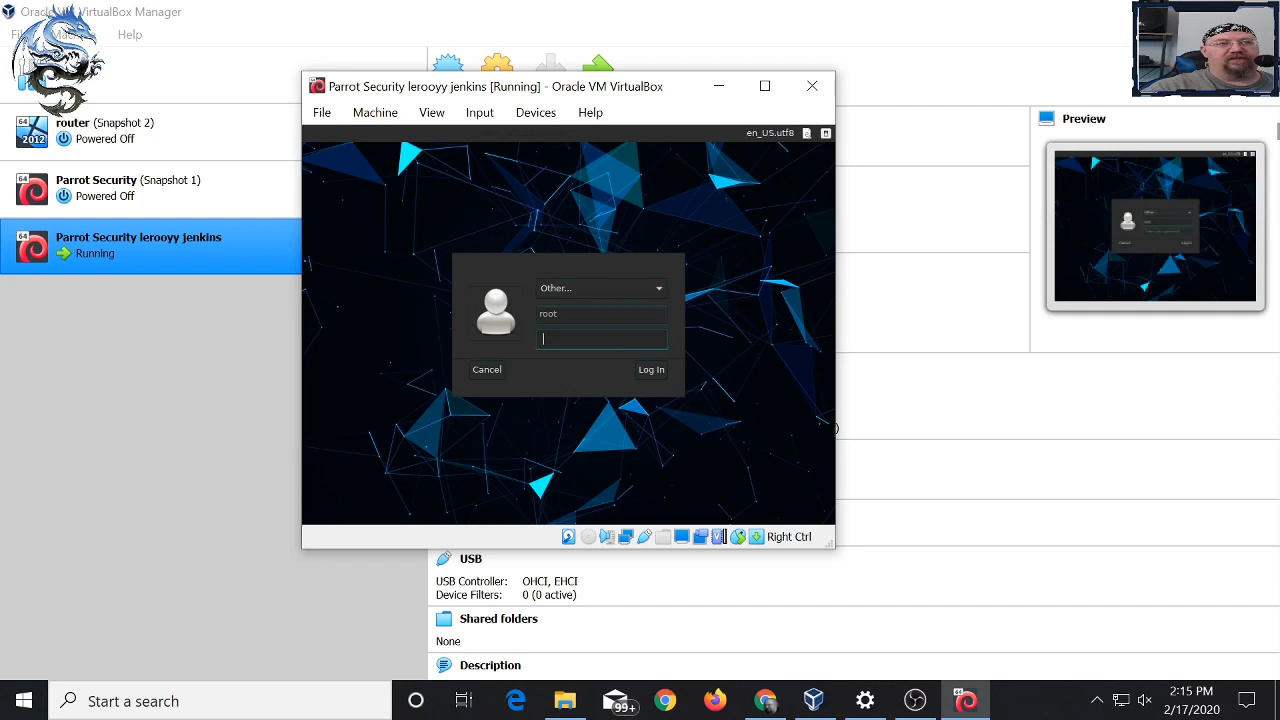 Oracle VM VirtualBox Manager
Help
router (Snapshot 2)
Powered Off
Parrot Security (Snapshot 1)
Powered Off
Parrot Security lerooyy jenkins
Running
Parrot Security lerooyy jenkins [Running] - Oracle VM VirtualBox
File Machine View Input Devices Help
en_US.utf8
Other...
root
Cancel
Log In
Right Ctrl
Preview
USB
USB Controller: OHCI, EHCI
Device Filters: 0 (0 active)
Shared folders
None
Description
Start a search
99+
2:15 PM
2/17/2020